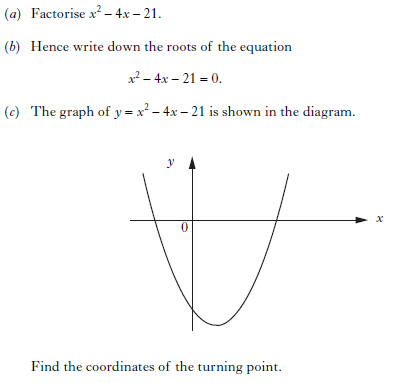 (a) Factorise x² – 4x – 21.
(b) Hence write down the roots of the equation
x² – 4x – 21 = 0.
(c) The graph of y = x² – 4x – 21 is shown in the diagram.
y
x
0
Find the coordinates of the turning point.